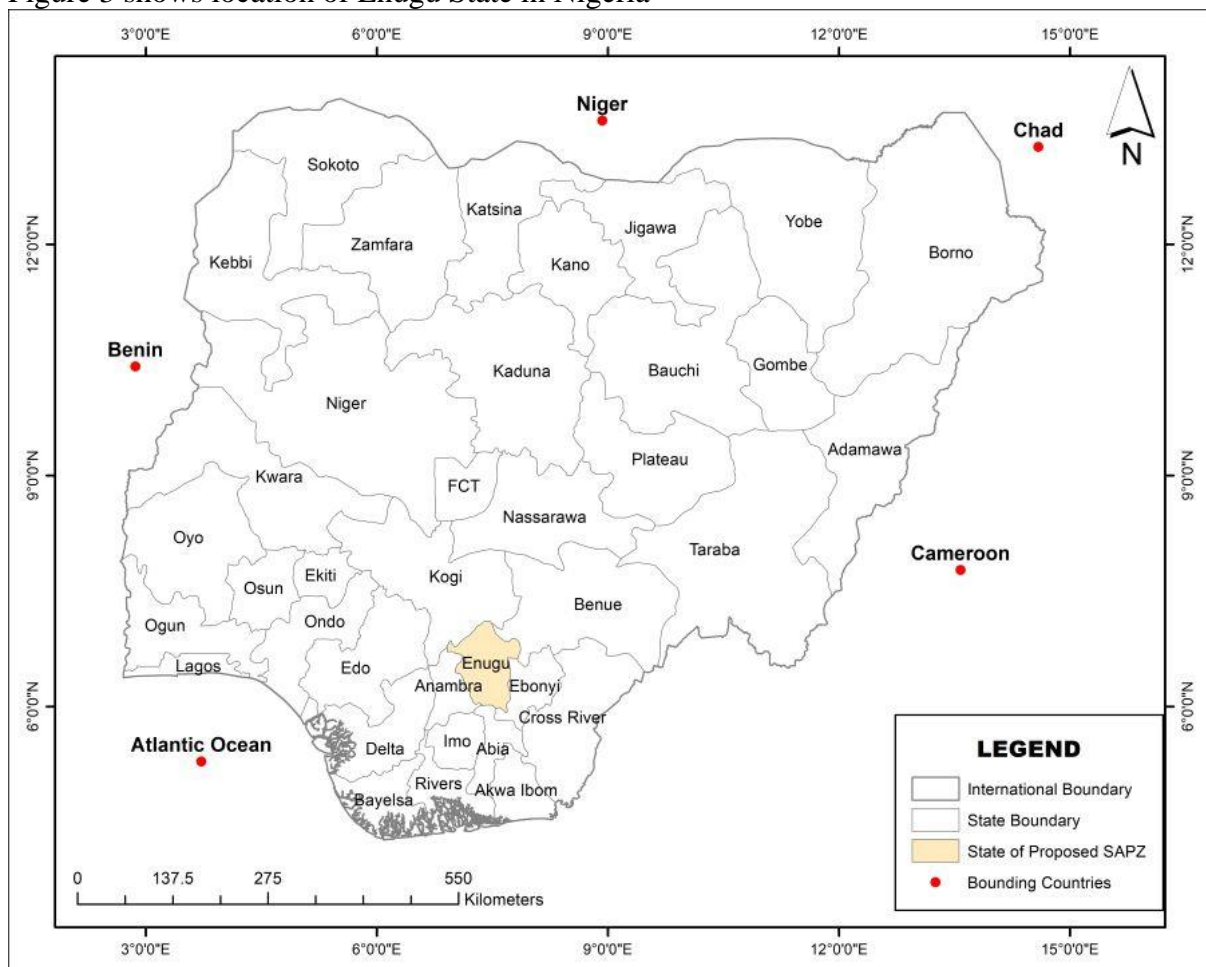 Figure 3 shows location of Enugu State in Nigeria
3°0'0"E 6°0'0"E 9°0'0"E 12°0'0"E 15°0'0"E
Niger
Chad
N
Sokoto
Katsina
Yobe
Jigawa
12°0'0"N 12°0'0"N
Zamfara
Borno
Kebbi
Kano
Benin
Gombe
Kaduna
Bauchi
Niger
Adamawa
Plateau
9°0'0"N 9°0'0"N
Kwara
FCT
Nassarawa
Oyo
Taraba
Cameroon
Kogi
Ekiti
Osun
Benue
Ondo
Ogun
Lagos
Edo
Enugu
Anambra
Ebonyi
6°0'0"N 6°0'0"N
Cross River
Atlantic Ocean
Delta
Imo
Abia
Rivers
Akwa Ibom
Bayelsa
LEGEND
International Boundary
State Boundary
State of Proposed SAPZ
Bounding Countries
0 137.5 275 550
Kilometers
3°0'0"E 6°0'0"E 9°0'0"E 12°0'0"E 15°0'0"E